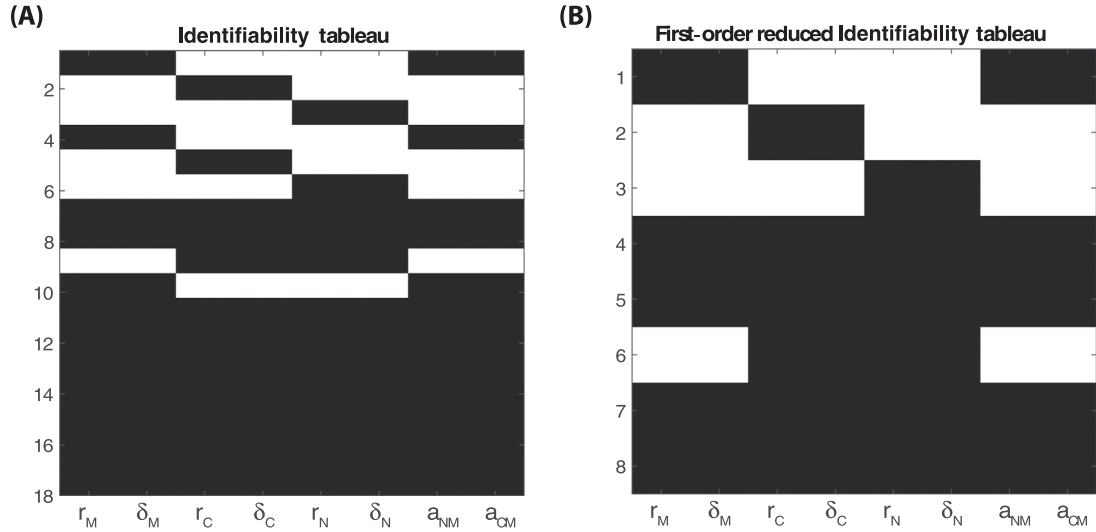 (A)
Identifiability tableau
2
4
6
8
10
12
14
16
18
r_M δ_M r_C δ_C r_N δ_N a_NM a_CM
(B)
First-order reduced Identifiability tableau
1
2
3
4
5
6
7
8
r_M δ_M r_C δ_C r_N δ_N a_NM a_CM